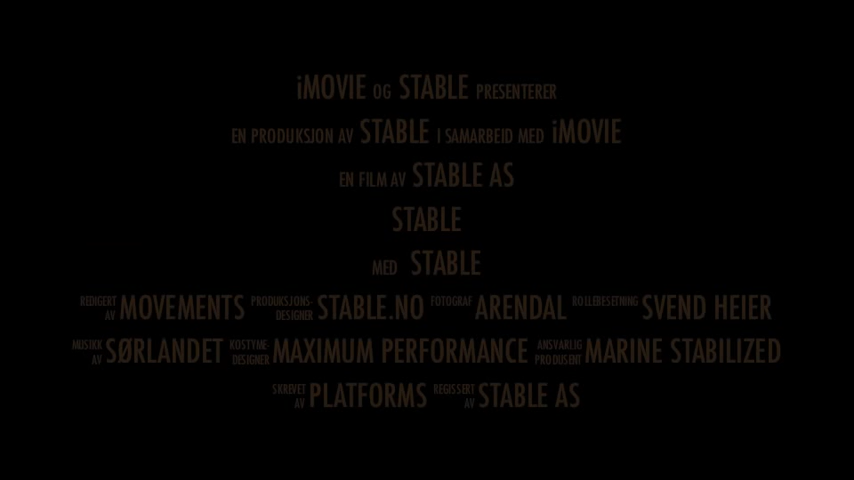 iMOVIE OG STABLE PRESENTERER
EN PRODUKSJON AV STABLE I SAMARBEID MED iMOVIE
EN FILM AV STABLE AS
STABLE
MED STABLE
REDIGERT AV MOVEMENTS PRODUKSJONS-DESIGNER STABLE.NO FOTOGRAF ARENDAL ROLLEBESETNING SVEND HEIER
MUSIKK AV SØRLANDET KOSTYME-DESIGNER MAXIMUM PERFORMANCE ANSVARLIG PRODUSENT MARINE STABILIZED
SKREVET AV PLATFORMS REGISSERT AV STABLE AS